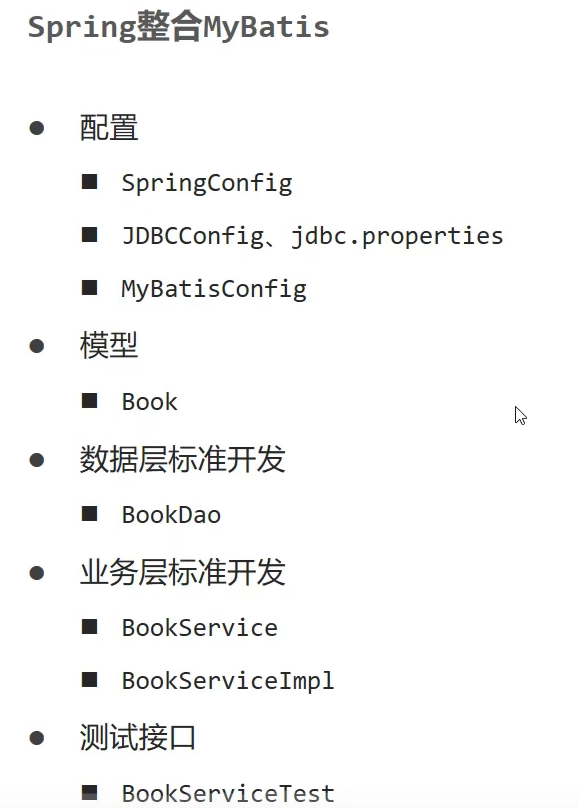 Spring整合MyBatis
● 配置
■ SpringConfig
■ JDBCConfig、jdbc.properties
■ MyBatisConfig
● 模型
■ Book
● 数据层标准开发
■ BookDao
● 业务层标准开发
■ BookService
■ BookServiceImpl
● 测试接口
■ BookServiceTest